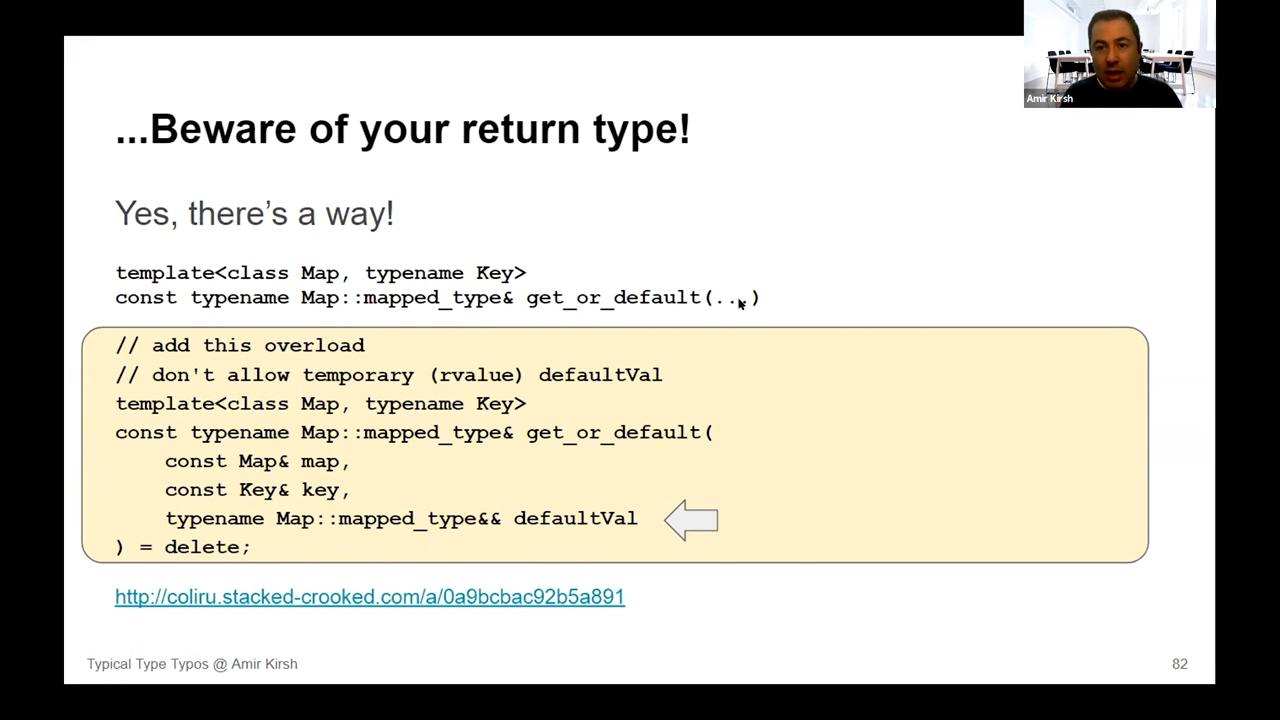 Amir Kirsh
...Beware of your return type!
Yes, there's a way!
template<class Map, typename Key>
const typename Map::mapped_type& get_or_default(...)
// add this overload
// don't allow temporary (rvalue) defaultVal
template<class Map, typename Key>
const typename Map::mapped_type& get_or_default(
    const Map& map,
    const Key& key,
    typename Map::mapped_type&& defaultVal
) = delete;
http://coliru.stacked-crooked.com/a/0a9bcbac92b5a891
Typical Type Typos @ Amir Kirsh
82